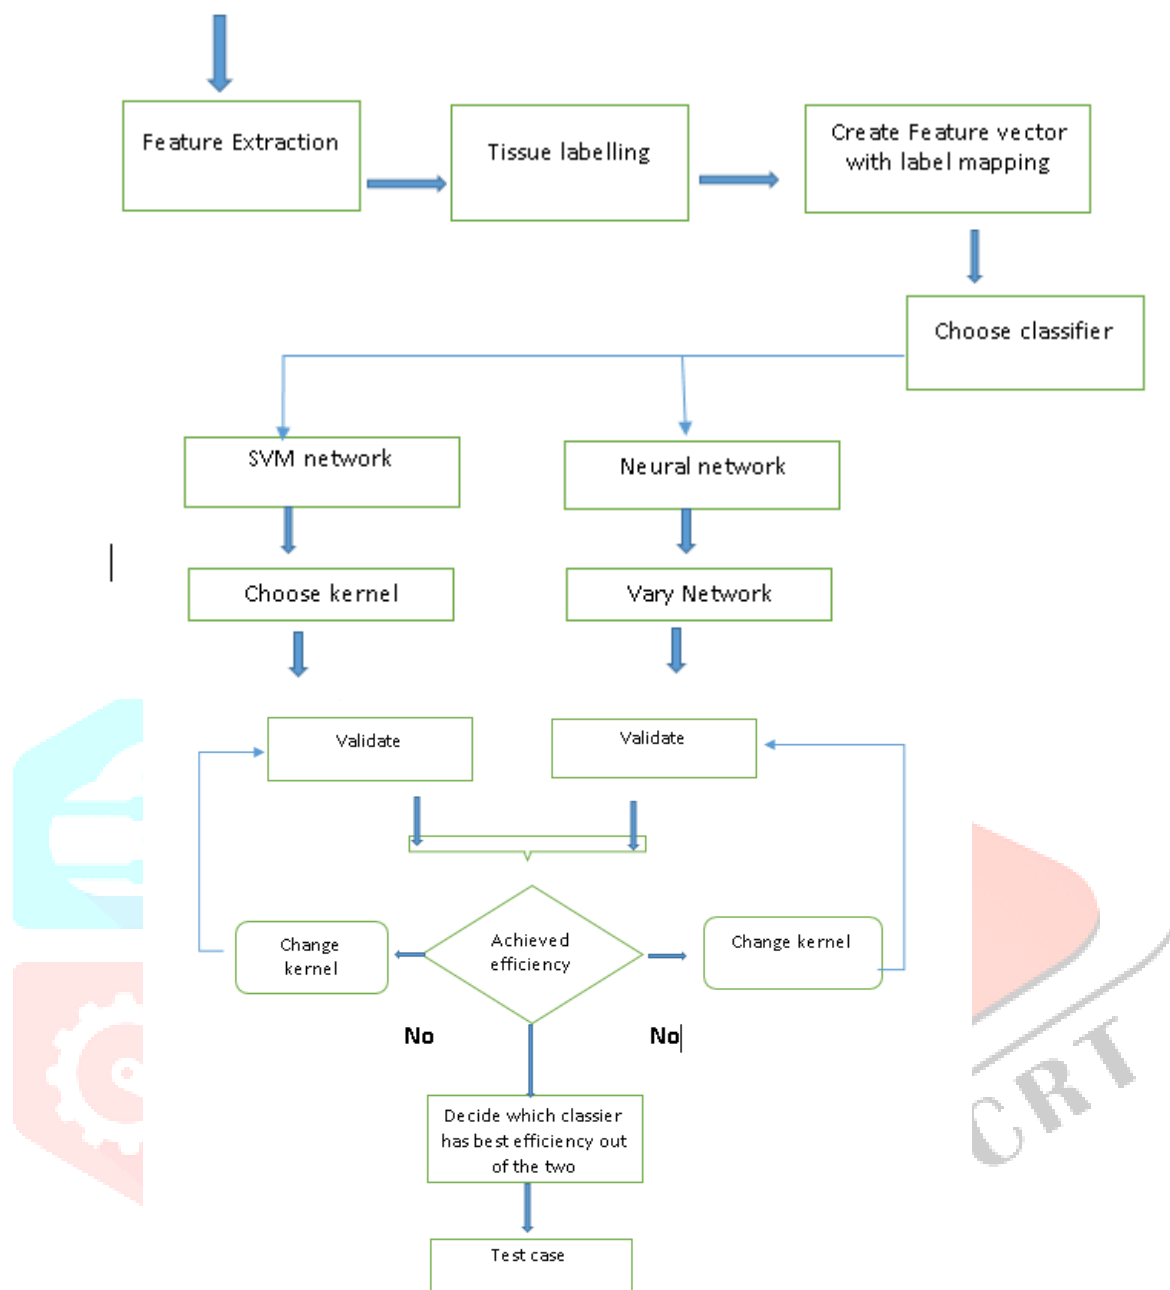 Feature Extraction
Tissue labelling
Create Feature vector
with label mapping
Choose classifier
SVM network
Neural network
Choose kernel
Vary Network
Validate
Validate
Change
kernel
Achieved
efficiency
Change kernel
No
No
Decide which classier
has best efficiency out
of the two
Test case
CRT